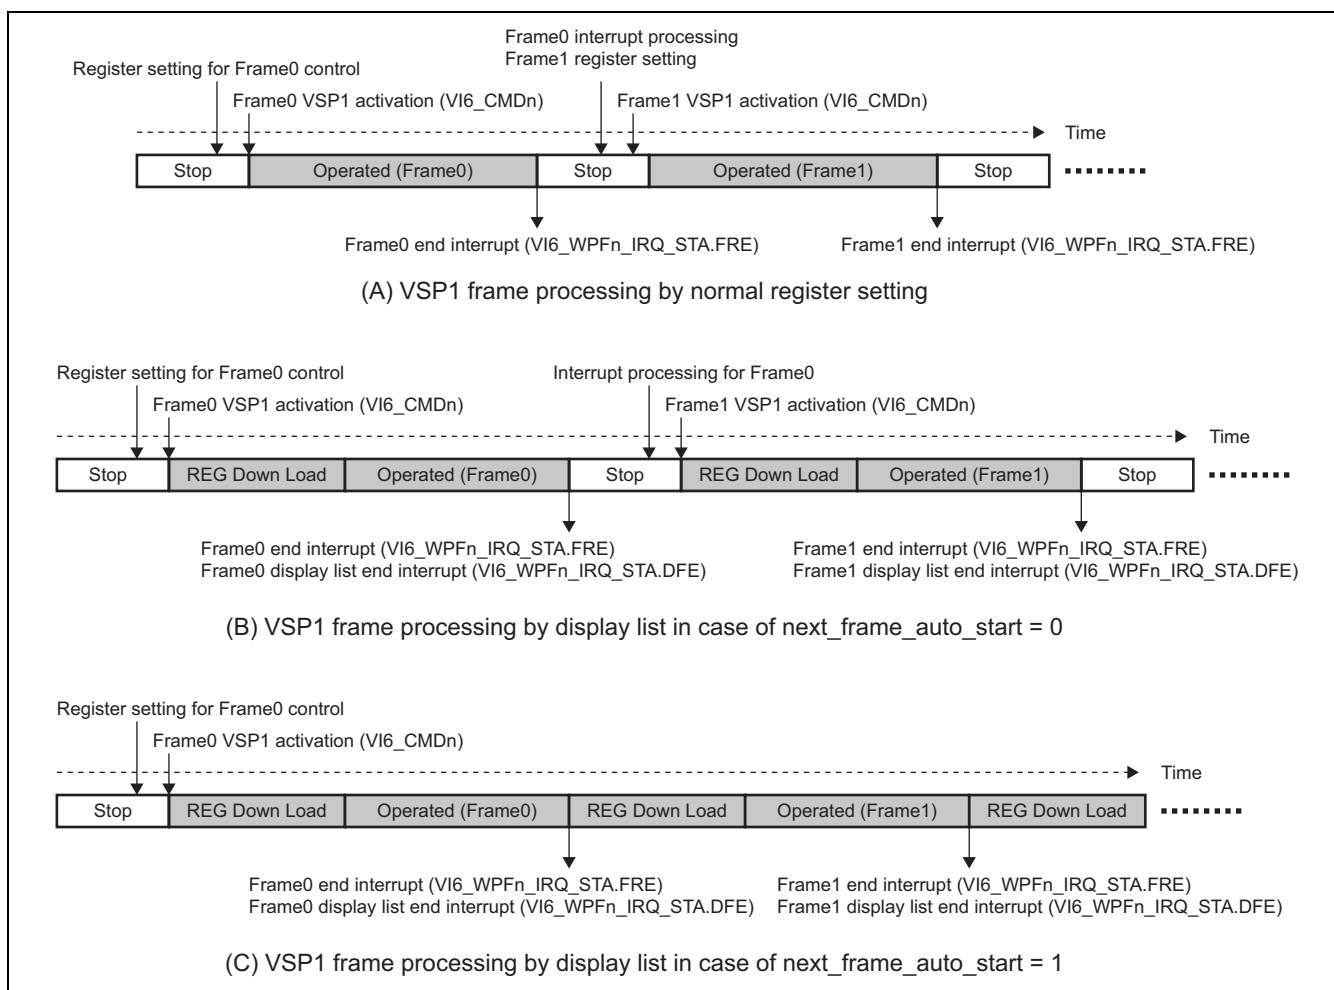 Frame0 interrupt processing
Frame1 register setting
Register setting for Frame0 control
Frame0 VSP1 activation (VI6_CMDn)
Frame1 VSP1 activation (VI6_CMDn)
Time
Stop
Operated (Frame0)
Stop
Operated (Frame1)
Stop
Frame0 end interrupt (VI6_WPFn_IRQ_STA.FRE)
Frame1 end interrupt (VI6_WPFn_IRQ_STA.FRE)
(A) VSP1 frame processing by normal register setting
Register setting for Frame0 control
Interrupt processing for Frame0
Frame0 VSP1 activation (VI6_CMDn)
Frame1 VSP1 activation (VI6_CMDn)
Time
Stop
REG Down Load
Operated (Frame0)
Stop
REG Down Load
Operated (Frame1)
Stop
Frame0 end interrupt (VI6_WPFn_IRQ_STA.FRE)
Frame0 display list end interrupt (VI6_WPFn_IRQ_STA.DFE)
Frame1 end interrupt (VI6_WPFn_IRQ_STA.FRE)
Frame1 display list end interrupt (VI6_WPFn_IRQ_STA.DFE)
(B) VSP1 frame processing by display list in case of next_frame_auto_start = 0
Register setting for Frame0 control
Frame0 VSP1 activation (VI6_CMDn)
Time
Stop
REG Down Load
Operated (Frame0)
REG Down Load
Operated (Frame1)
REG Down Load
Frame0 end interrupt (VI6_WPFn_IRQ_STA.FRE)
Frame0 display list end interrupt (VI6_WPFn_IRQ_STA.DFE)
Frame1 end interrupt (VI6_WPFn_IRQ_STA.FRE)
Frame1 display list end interrupt (VI6_WPFn_IRQ_STA.DFE)
(C) VSP1 frame processing by display list in case of next_frame_auto_start = 1